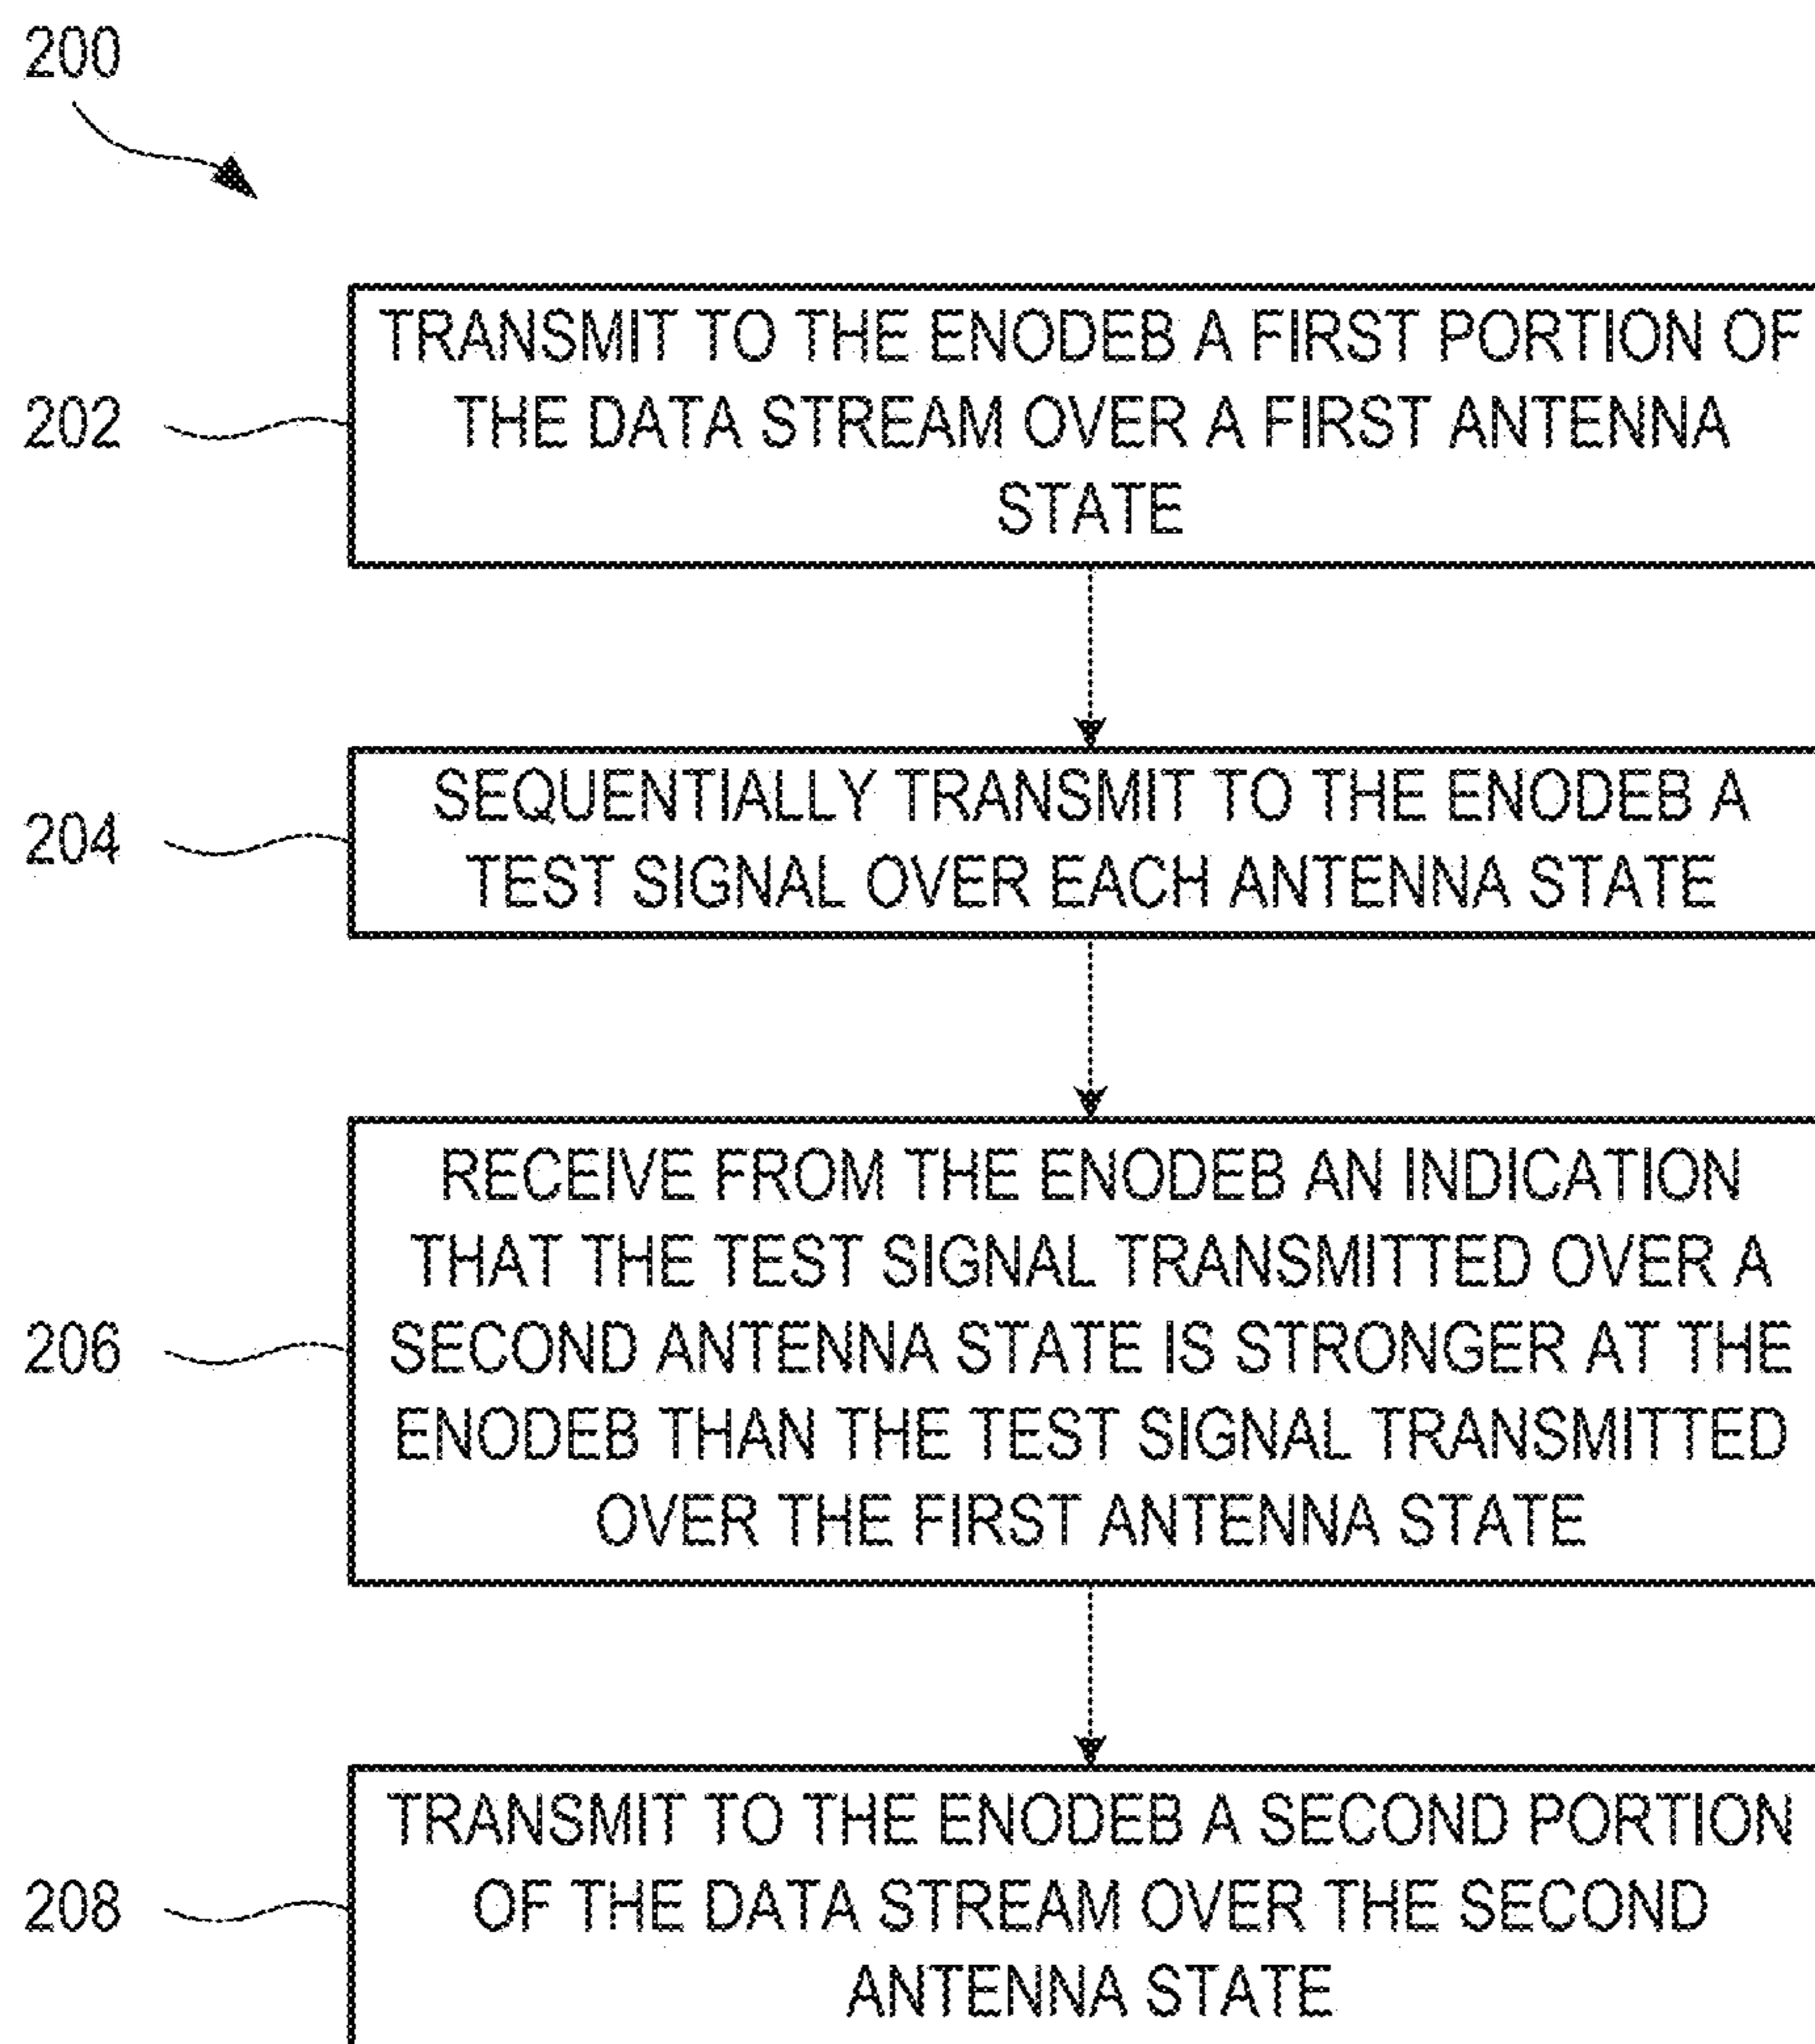 200
202
TRANSMIT TO THE ENODEB A FIRST PORTION OF
THE DATA STREAM OVER A FIRST ANTENNA
STATE
204
SEQUENTIALLY TRANSMIT TO THE ENODEB A
TEST SIGNAL OVER EACH ANTENNA STATE
206
RECEIVE FROM THE ENODEB AN INDICATION
THAT THE TEST SIGNAL TRANSMITTED OVER A
SECOND ANTENNA STATE IS STRONGER AT THE
ENODEB THAN THE TEST SIGNAL TRANSMITTED
OVER THE FIRST ANTENNA STATE
208
TRANSMIT TO THE ENODEB A SECOND PORTION
OF THE DATA STREAM OVER THE SECOND
ANTENNA STATE